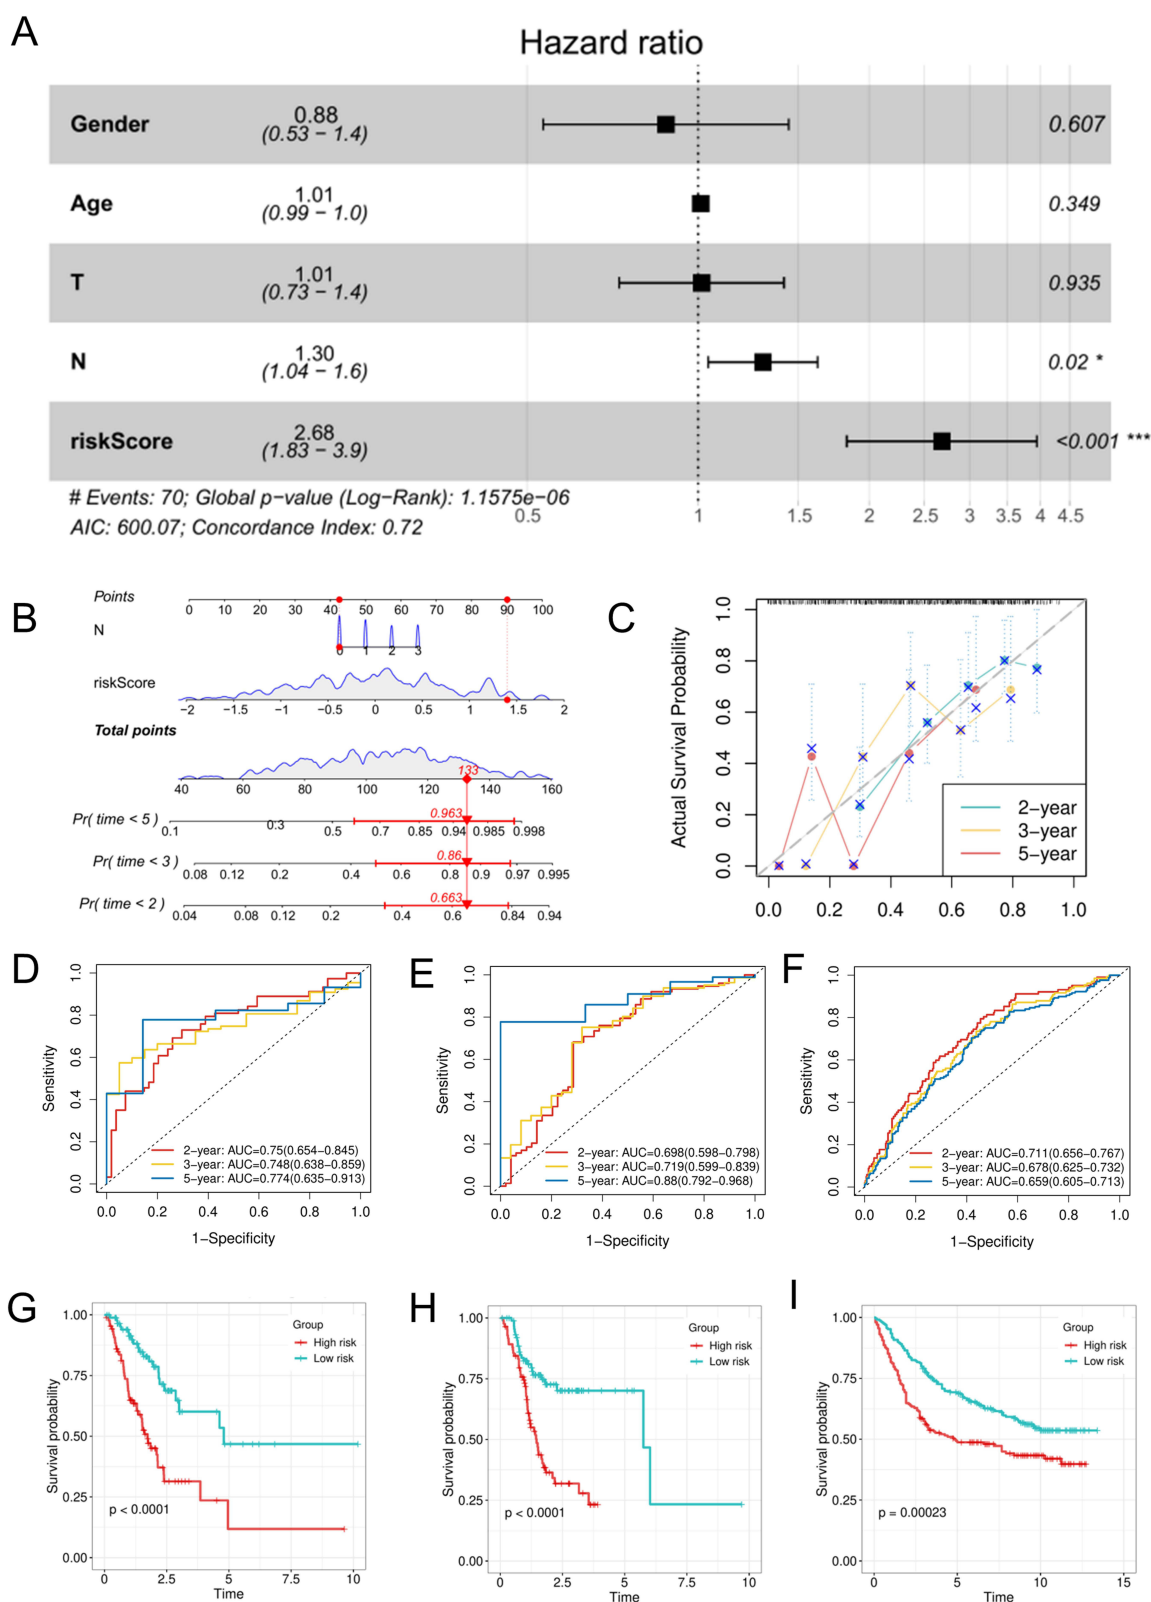 A
Hazard ratio
Gender 0.88 (0.53 − 1.4) 0.607
Age 1.01 (0.99 − 1.0) 0.349
T 1.01 (0.73 − 1.4) 0.935
N 1.30 (1.04 − 1.6) 0.02 *
riskScore 2.68 (1.83 − 3.9) <0.001 ***
# Events: 70; Global p−value (Log−Rank): 1.1575e−06
AIC: 600.07; Concordance Index: 0.72
0.5 1 1.5 2 2.5 3 3.5 4 4.5
B
Points
0 10 20 30 40 50 60 70 80 90 100
N
0 1 2 3
riskScore
−2 −1.5 −1 −0.5 0 0.5 1 1.5 2
Total points
133
40 60 80 100 120 140 160
Pr( time < 5 ) 0.963
0.1 0.3 0.5 0.7 0.85 0.94 0.985 0.998
Pr( time < 3 ) 0.86
0.08 0.12 0.2 0.4 0.6 0.8 0.9 0.97 0.995
Pr( time < 2 ) 0.663
0.04 0.08 0.12 0.2 0.4 0.6 0.84 0.94
C
Actual Survival Probability
0.0 0.2 0.4 0.6 0.8 1.0
2−year
3−year
5−year
0.0 0.2 0.4 0.6 0.8 1.0
D
Sensitivity
0.0 0.2 0.4 0.6 0.8 1.0
2−year: AUC=0.75(0.654−0.845)
3−year: AUC=0.748(0.638−0.859)
5−year: AUC=0.774(0.635−0.913)
0.0 0.2 0.4 0.6 0.8 1.0
1−Specificity
E
Sensitivity
0.0 0.2 0.4 0.6 0.8 1.0
2−year: AUC=0.698(0.598−0.798)
3−year: AUC=0.719(0.599−0.839)
5−year: AUC=0.88(0.792−0.968)
0.0 0.2 0.4 0.6 0.8 1.0
1−Specificity
F
Sensitivity
0.0 0.2 0.4 0.6 0.8 1.0
2−year: AUC=0.711(0.656−0.767)
3−year: AUC=0.678(0.625−0.732)
5−year: AUC=0.659(0.605−0.713)
0.0 0.2 0.4 0.6 0.8 1.0
1−Specificity
G
Survival probability
1.00
0.75
0.50
0.25
0.00
Group
High risk
Low risk
p < 0.0001
0 2.5 5 7.5 10
Time
H
Survival probability
1.00
0.75
0.50
0.25
0.00
Group
High risk
Low risk
p < 0.0001
0 2.5 5 7.5 10
Time
I
Survival probability
1.00
0.75
0.50
0.25
0.00
Group
High risk
Low risk
p = 0.00023
0 5 10 15
Time